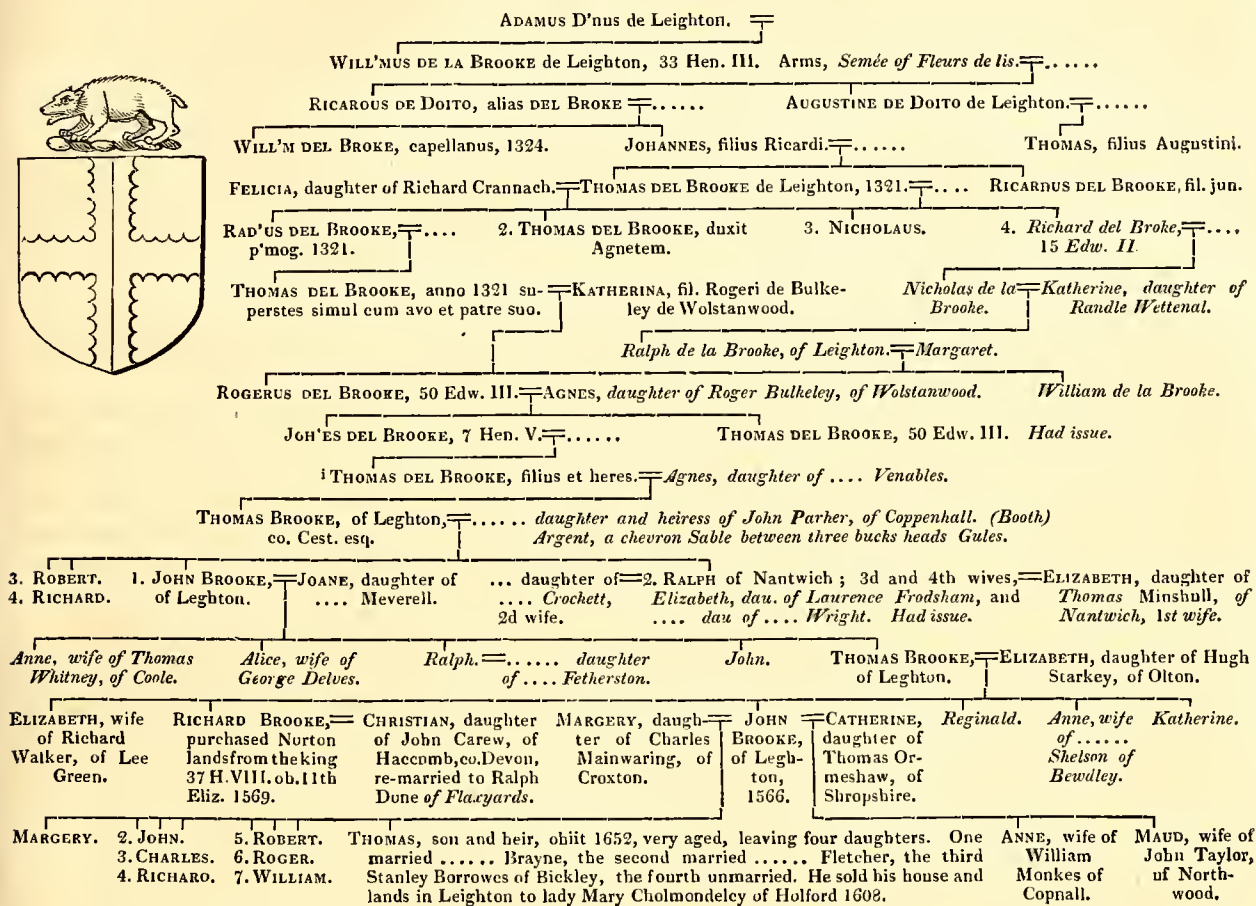 ADAMUS D'nus de Leighton.
WILL'MUS DE LA BROOKE de Leighton, 33 Hen. III. Arms, Semée of Fleurs de lis. ......
RICAROUS DE DOITO, alias DEL BROKE ...... AUGUSTINE DE DOITO de Leighton. ......
WILL'M DEL BROKE, capellanus, 1324. JOHANNES, filius Ricardi. ...... THOMAS, filius Augustini.
FELICIA, daughter of Richard Crannach. THOMAS DEL BROOKE de Leighton, 1321. .... RICARDUS DEL BROOKE, fil. jun.
RAD'US DEL BROOKE, .... 2. THOMAS DEL BROOKE, duxit 3. NICHOLAUS. 4. Richard del Broke, ....
p'mog. 1321. Agnetem. 15 Edw. II.
THOMAS DEL BROOKE, anno 1321 su- KATHERINA, fil. Rogeri de Bulke- Nicholas de la Katherine, daughter of
perstes simul cum avo et patre suo. ley de Wolstanwood. Brooke. Randle Wettenal.
Ralph de la Brooke, of Leighton. Margaret.
ROGERUS DEL BROOKE, 50 Edw. III. AGNES, daughter of Roger Bulkeley, of Wolstanwood. William de la Brooke.
JOH'ES DEL BROOKE, 7 Hen. V. ...... THOMAS DEL BROOKE, 50 Edw. III. Had issue.
i THOMAS DEL BROOKE, filius et heres. Agnes, daughter of .... Venables.
THOMAS BROOKE, of Leghton, ...... daughter and heiress of John Parher, of Coppenhall. (Booth)
co. Cest. esq. Argent, a chevron Sable between three bucks heads Gules.
3. ROBERT. 1. JOHN BROOKE, JOANE, daughter of ... daughter of 2. RALPH of Nantwich ; 3d and 4th wives, ELIZABETH, daughter of
4. RICHARD. of Leghton. .... Meverell. .... Crockett, Elizabeth, dau. of Laurence Frodsham, and Thomas Minshull, of
2d wife. .... dau of .... Wright. Had issue. Nantwich, 1st wife.
Anne, wife of Thomas Alice, wife of Ralph. ...... daughter John. THOMAS BROOKE, ELIZABETH, daughter of Hugh
Whitney, of Coole. George Delves. of .... Fetherston. of Leghton. Starkey, of Olton.
ELIZABETH, wife RICHARD BROOKE, CHRISTIAN, daughter MARGERY, daugh- JOHN CATHERINE, Reginald. Anne, wife Katherine.
of Richard purchased Nurton of John Carew, of ter of Charles BROOKE, daughter of of ......
Walker, of Lee landsfromtheking Haccomb,co.Devon, Mainwaring, of of Legh- Thomas Or- Shelson of
Green. 37 H.VIII.ob.11th re-married to Ralph Croxton. ton, meshaw, of Bewdley.
Eliz. 1569. Dune of Flaxyards. 1566. Shropshire.
MARGERY. 2. JOHN. 5. ROBERT. THOMAS, son and heir, obiit 1652, very aged, leaving four daughters. One ANNE, wife of MAUD, wife of
3. CHARLES. 6. ROGER. married ...... Brayne, the second married ...... Fletcher, the third William John Taylor,
4. RICHARO. 7. WILLIAM. Stanley Borrowes of Bickley, the fourth unmarried. He sold his house and Monkes of of North-
lands in Leighton to lady Mary Cholmondelcy of Holford 1608. Copnall. wood.